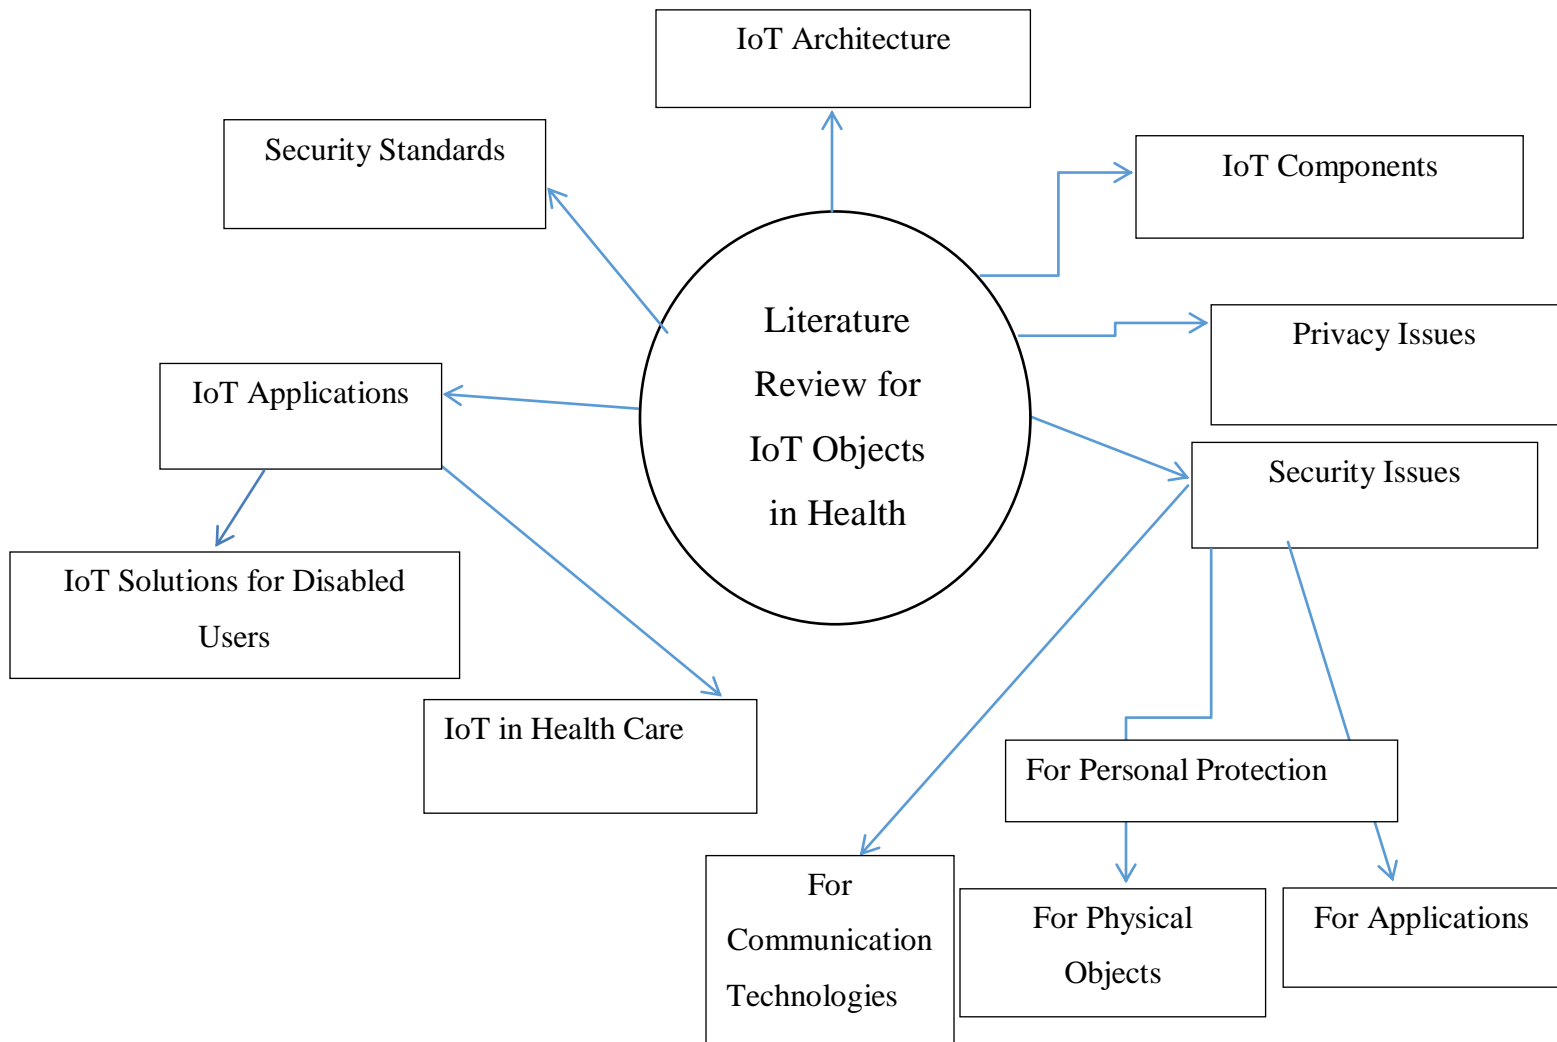 IoT Architecture
Security Standards
IoT Components
Literature
Review for
IoT Objects
in Health
Privacy Issues
IoT Applications
Security Issues
IoT Solutions for Disabled
Users
IoT in Health Care
For Personal Protection
For
Communication
Technologies
For Physical
Objects
For Applications